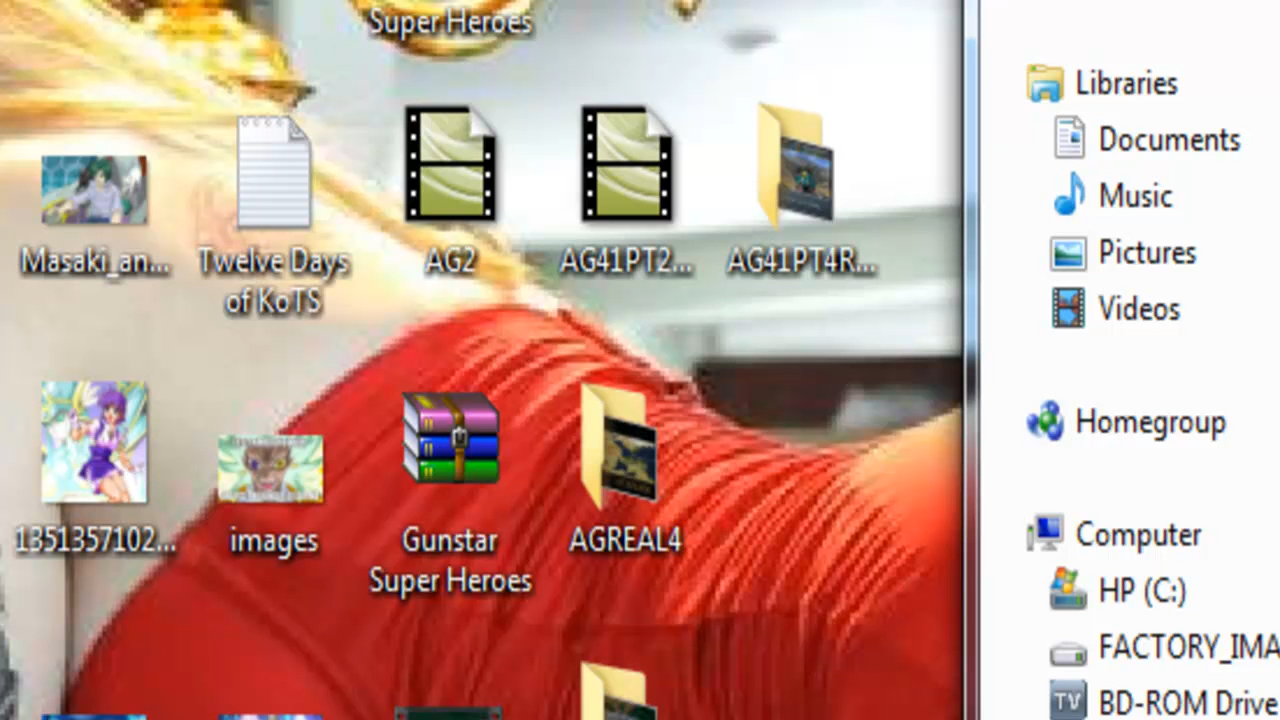 Super Heroes
Masaki_an...
Twelve Days
of KoTS
AG2
AG41PT2...
AG41PT4R...
1351357102...
images
Gunstar
Super Heroes
AGREAL4
Libraries
Documents
Music
Pictures
Videos
Homegroup
Computer
HP (C:)
FACTORY_IMA
TV
BD-ROM Drive